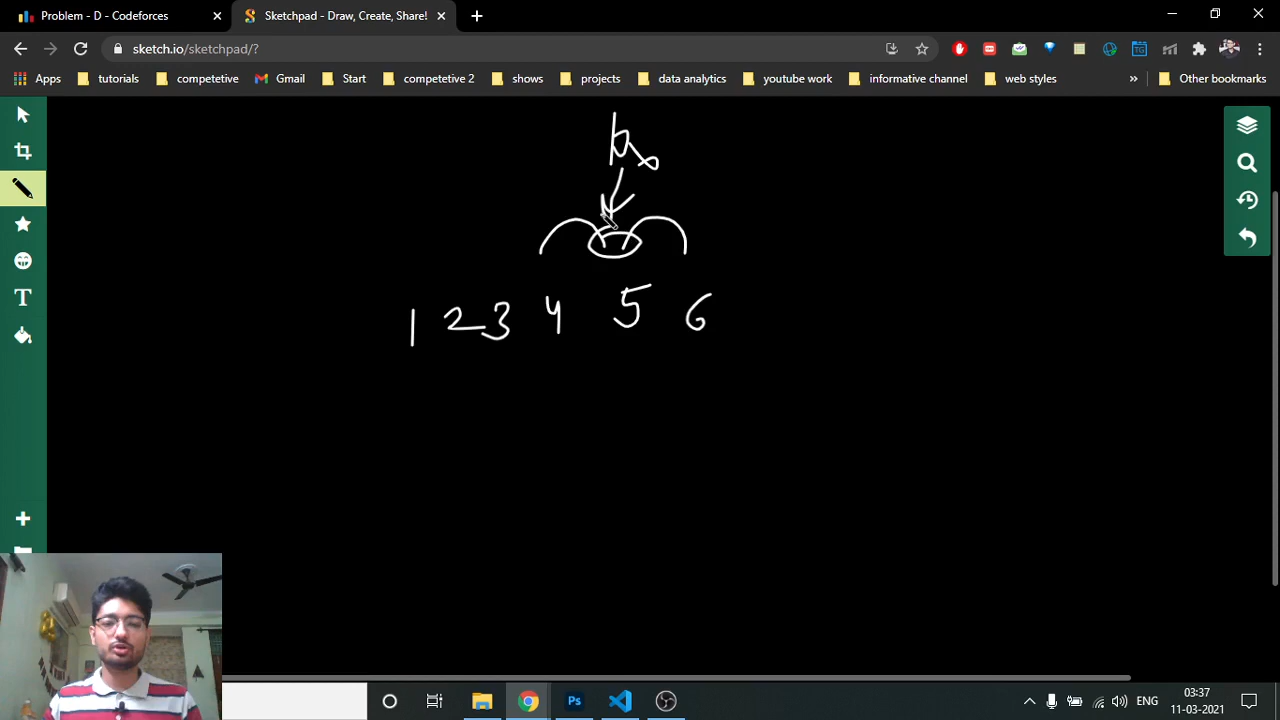 Problem - D - Codeforces
Sketchpad - Draw, Create, Share!
sketch.io/sketchpad/?
Apps tutorials competetive Gmail Start competetive 2 shows projects data analytics youtube work informative channel web styles » Other bookmarks
1 2 3 4 5 6
T
ENG
03:37
11-03-2021